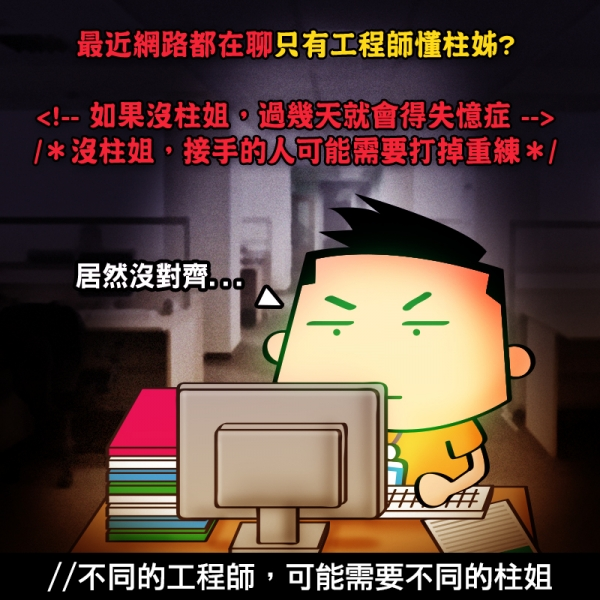 最近網路都在聊只有工程師懂柱姊?
<!-- 如果沒柱姐，過幾天就會得失憶症 -->
/＊沒柱姐，接手的人可能需要打掉重練＊/
居然沒對齊...
//不同的工程師，可能需要不同的柱姐